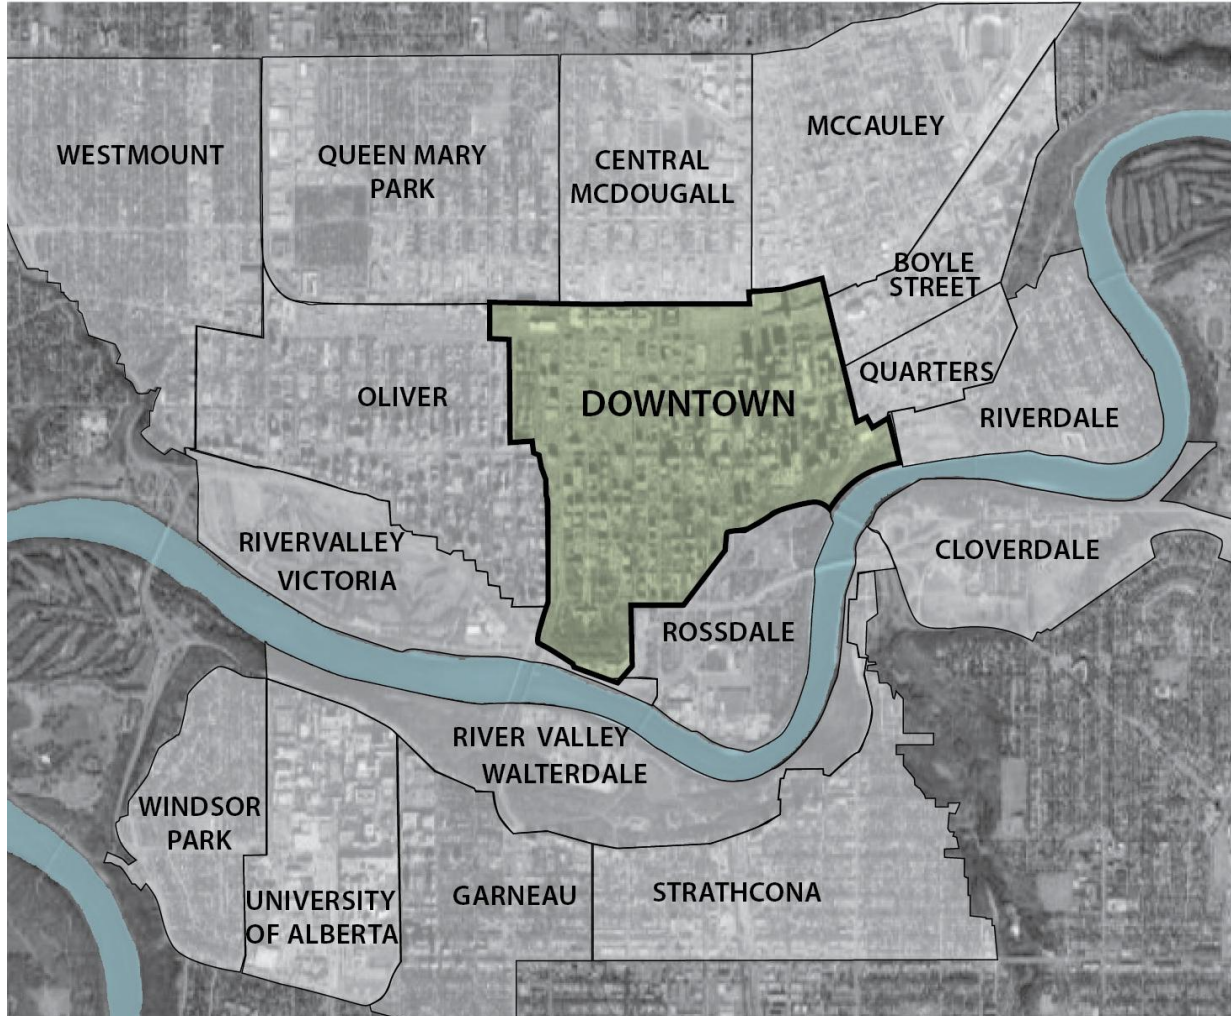 WESTMOUNT
QUEEN MARY
PARK
CENTRAL
MCDOUGALL
MCCAULEY
BOYLE
STREET
QUARTERS
RIVERDALE
OLIVER
DOWNTOWN
RIVERVALLEY
VICTORIA
ROSSDALE
CLOVERDALE
RIVER VALLEY
WALTERDALE
WINDSOR
PARK
UNIVERSITY
OF ALBERTA
GARNEAU
STRATHCONA